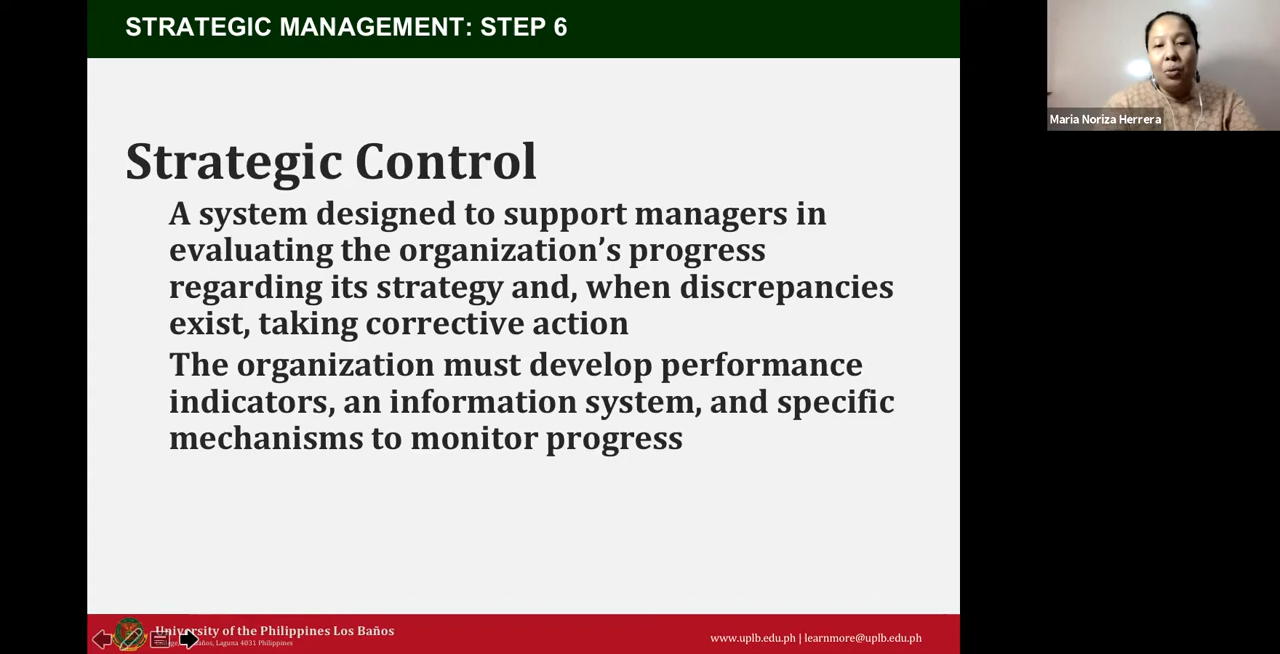 STRATEGIC MANAGEMENT: STEP 6
Maria Noriza Herrera
Strategic Control
A system designed to support managers in
evaluating the organization’s progress
regarding its strategy and, when discrepancies
exist, taking corrective action
The organization must develop performance
indicators, an information system, and specific
mechanisms to monitor progress
University of the Philippines Los Baños
Laguna 4031 Philippines
www.uplb.edu.ph | learnmore@uplb.edu.ph